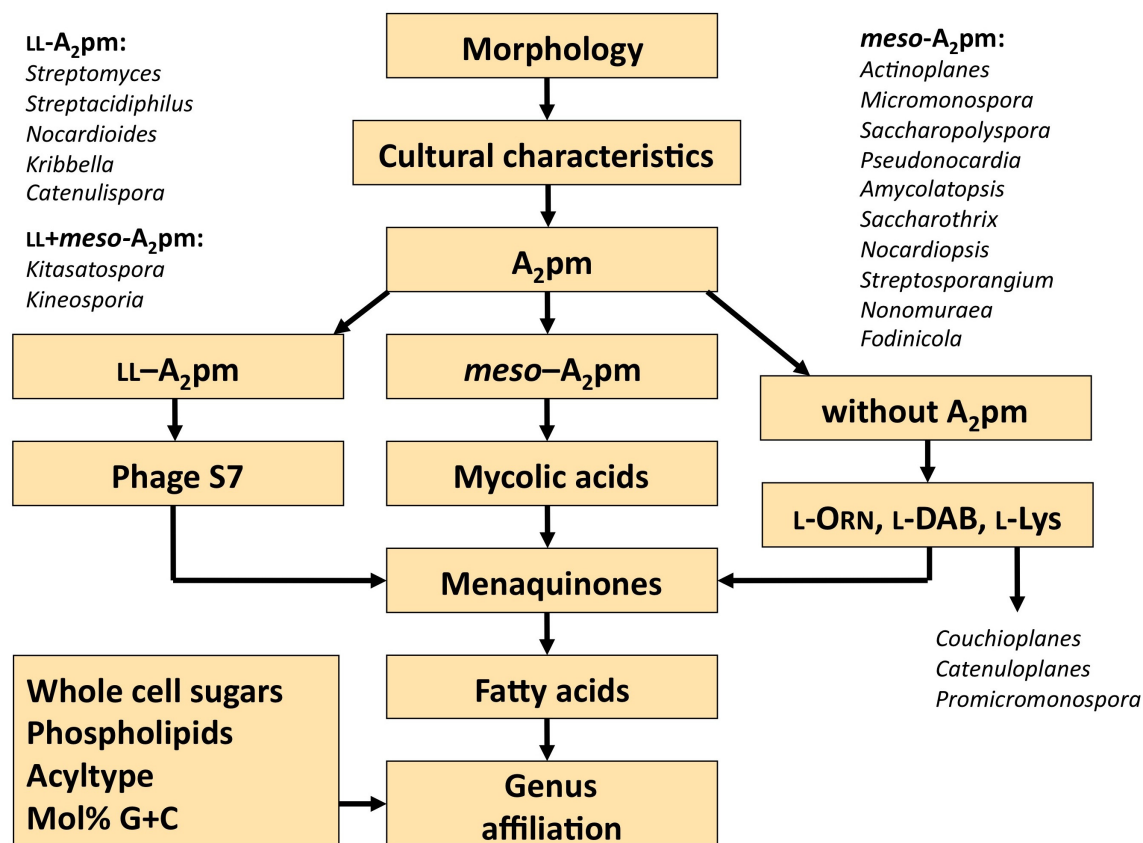 LL-A₂pm:
Streptomyces
Streptacidiphilus
Nocardioides
Kribbella
Catenulispora
LL+meso-A₂pm:
Kitasatospora
Kineosporia
Morphology
Cultural characteristics
A₂pm
meso-A₂pm:
Actinoplanes
Micromonospora
Saccharopolyspora
Pseudonocardia
Amycolatopsis
Saccharothrix
Nocardiopsis
Streptosporangium
Nonomuraea
Fodinicola
LL–A₂pm
meso–A₂pm
without A₂pm
Phage S7
Mycolic acids
L-ORN, L-DAB, L-Lys
Menaquinones
Couchioplanes
Catenuloplanes
Promicromonospora
Fatty acids
Whole cell sugars
Phospholipids
Acyltype
Mol% G+C
Genus
affiliation